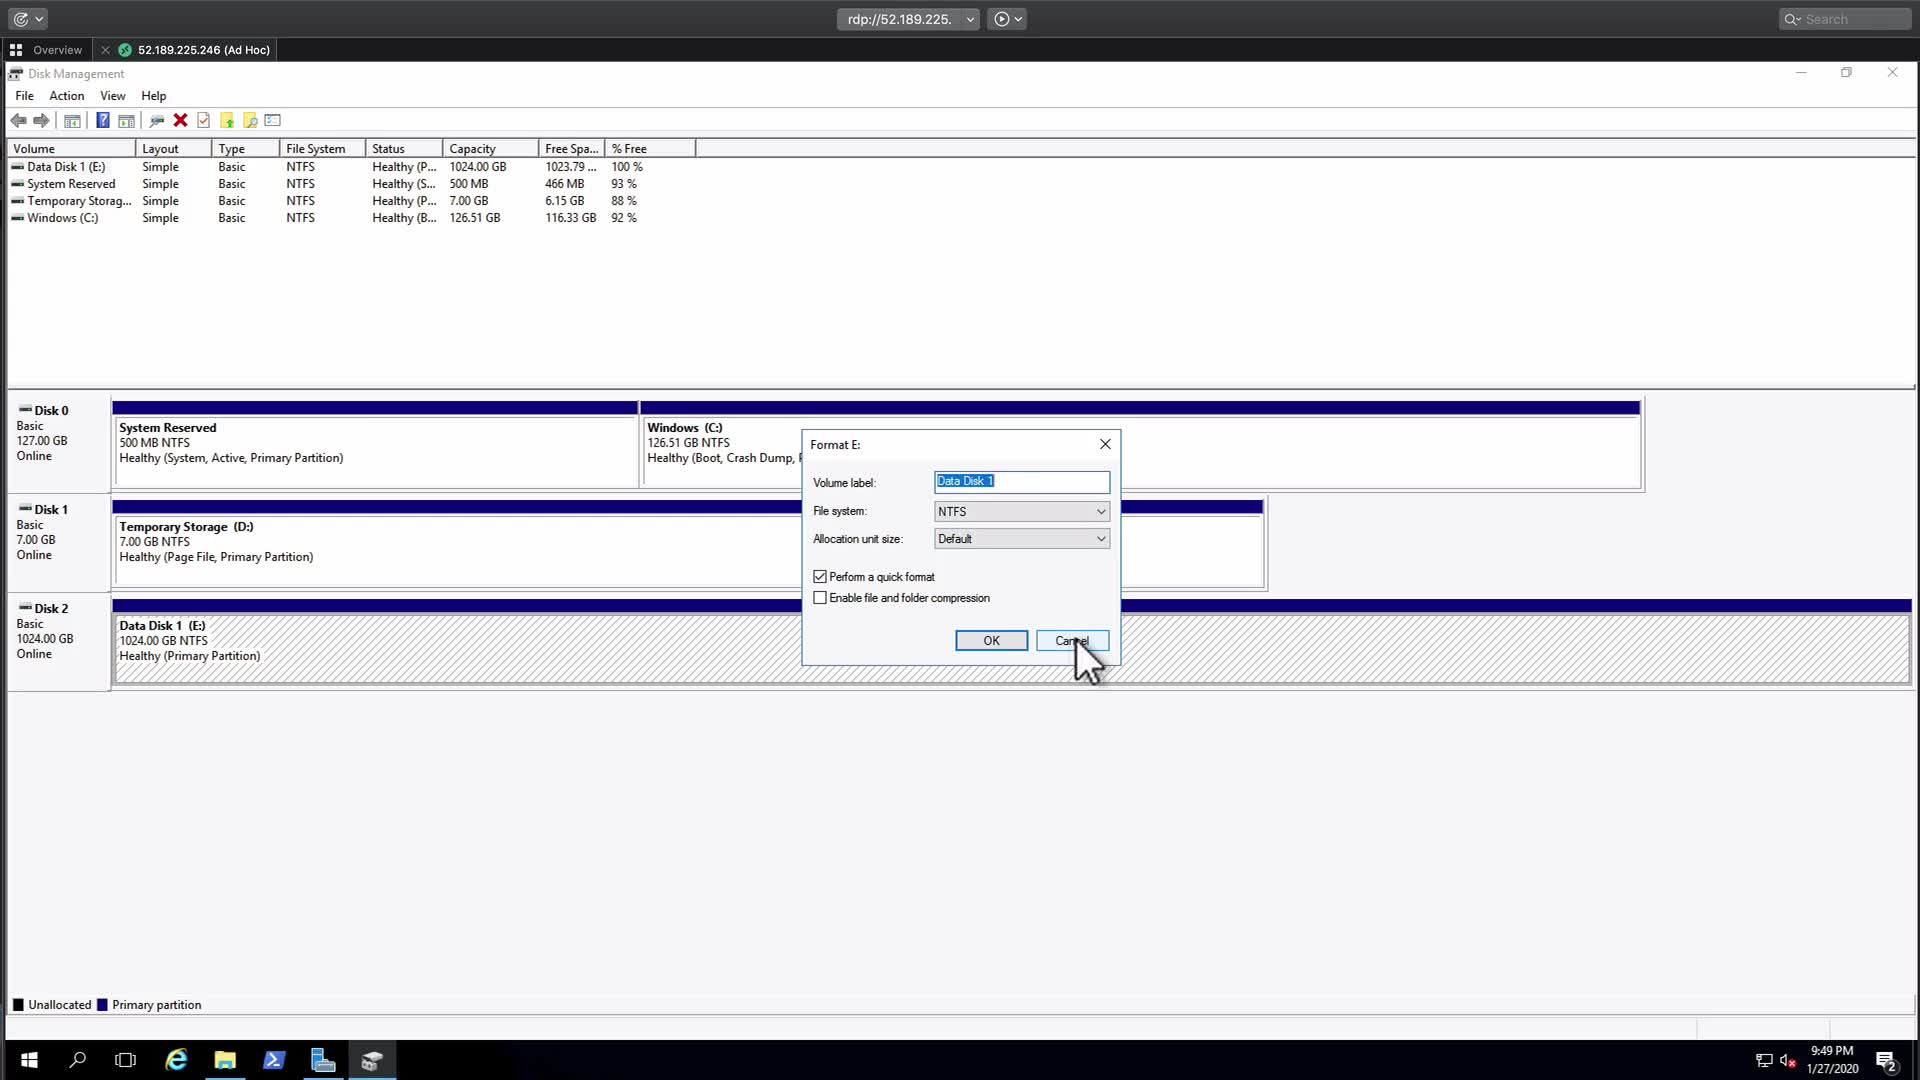 rdp://52.189.225.
Search
Overview
52.189.225.246 (Ad Hoc)
Disk Management
File Action View Help
Volume Layout Type File System Status Capacity Free Spa... % Free
Data Disk 1 (E:) Simple Basic NTFS Healthy (P... 1024.00 GB 1023.79 ... 100 %
System Reserved Simple Basic NTFS Healthy (S... 500 MB 466 MB 93 %
Temporary Storag... Simple Basic NTFS Healthy (P... 7.00 GB 6.15 GB 88 %
Windows (C:) Simple Basic NTFS Healthy (B... 126.51 GB 116.33 GB 92 %
Disk 0
Basic
127.00 GB
Online
System Reserved
500 MB NTFS
Healthy (System, Active, Primary Partition)
Windows (C:)
126.51 GB NTFS
Healthy (Boot, Crash Dump,
Disk 1
Basic
7.00 GB
Online
Temporary Storage (D:)
7.00 GB NTFS
Healthy (Page File, Primary Partition)
Disk 2
Basic
1024.00 GB
Online
Data Disk 1 (E:)
1024.00 GB NTFS
Healthy (Primary Partition)
Format E:
Volume label: Data Disk 1
File system: NTFS
Allocation unit size: Default
Perform a quick format
Enable file and folder compression
OK Cancel
Unallocated Primary partition
9:49 PM
1/27/2020
2